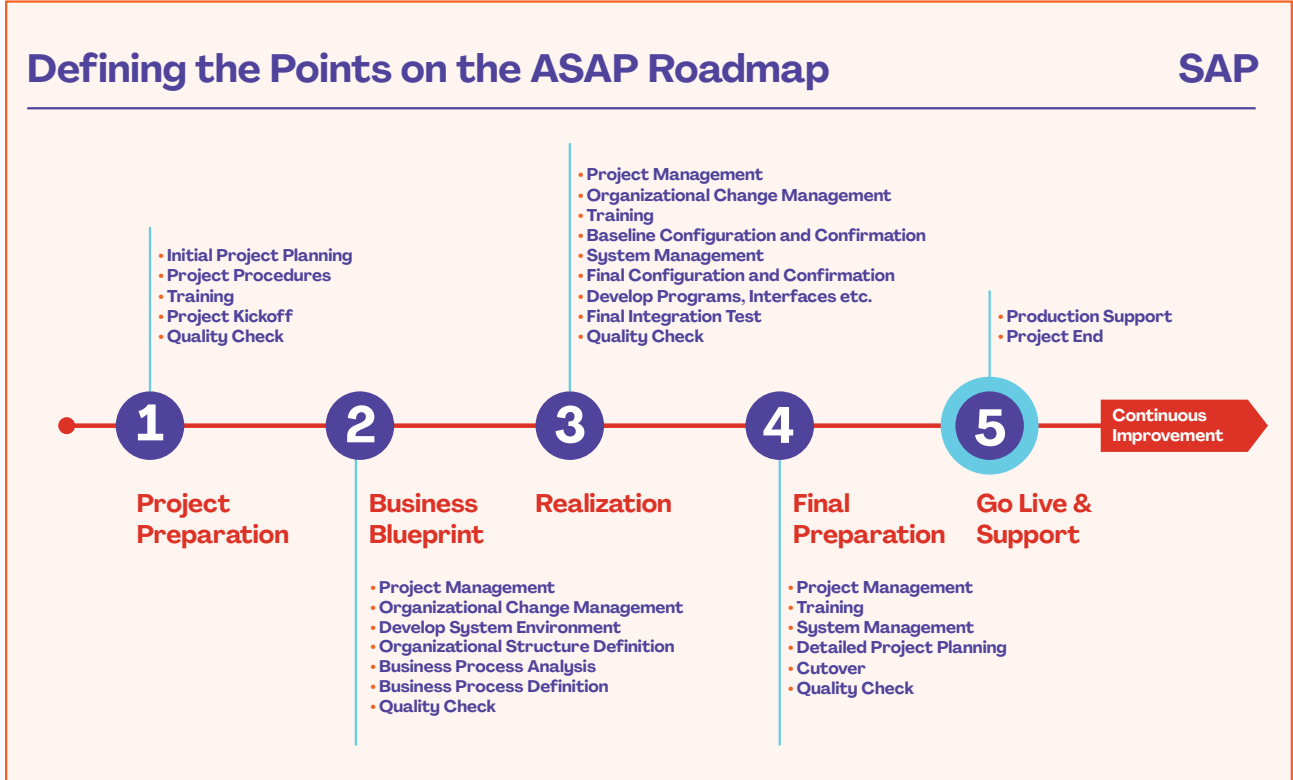 Defining the Points on the ASAP Roadmap
SAP
• Initial Project Planning
• Project Procedures
• Training
• Project Kickoff
• Quality Check
• Project Management
• Organizational Change Management
• Training
• Baseline Configuration and Confirmation
• System Management
• Final Configuration and Confirmation
• Develop Programs, Interfaces etc.
• Final Integration Test
• Quality Check
• Production Support
• Project End
1
2
3
4
5
Continuous
Improvement
Project
Preparation
Business
Blueprint
Realization
Final
Preparation
Go Live &
Support
• Project Management
• Organizational Change Management
• Develop System Environment
• Organizational Structure Definition
• Business Process Analysis
• Business Process Definition
• Quality Check
• Project Management
• Training
• System Management
• Detailed Project Planning
• Cutover
• Quality Check